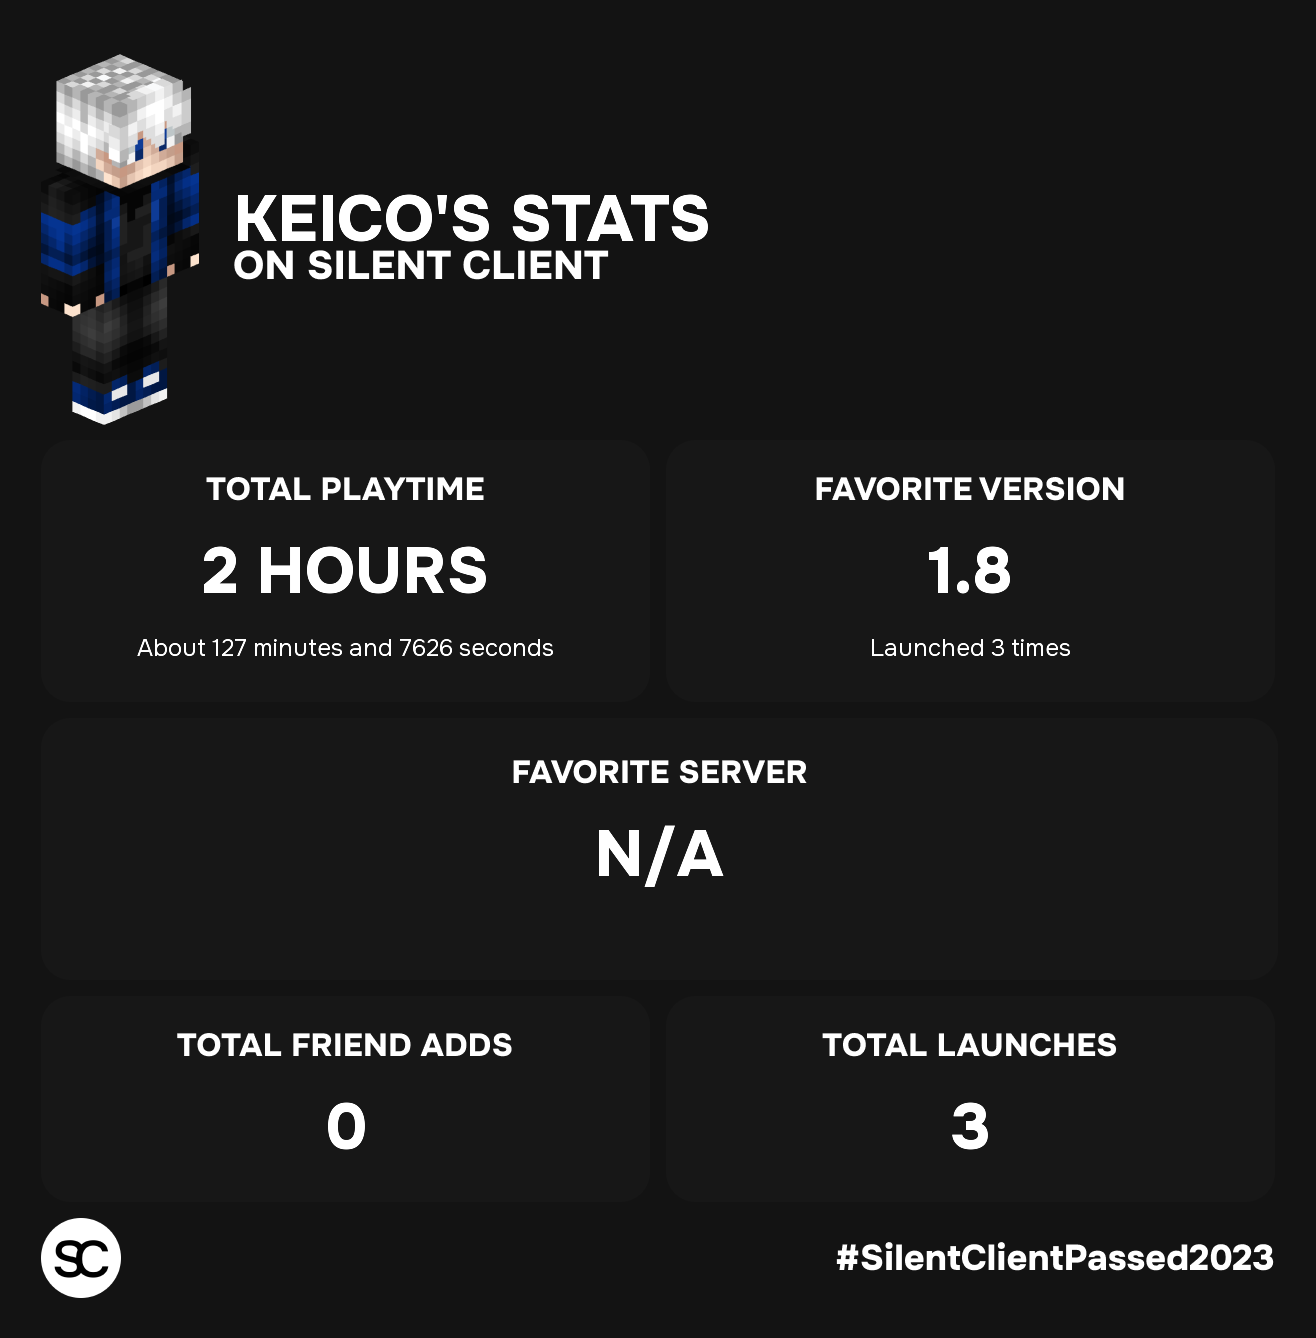 KEICO'S STATS
ON SILENT CLIENT
TOTAL PLAYTIME
2 HOURS
About 127 minutes and 7626 seconds
FAVORITE VERSION
1.8
Launched 3 times
FAVORITE SERVER
N/A
TOTAL FRIEND ADDS
0
TOTAL LAUNCHES
3
SC
#SilentClientPassed2023